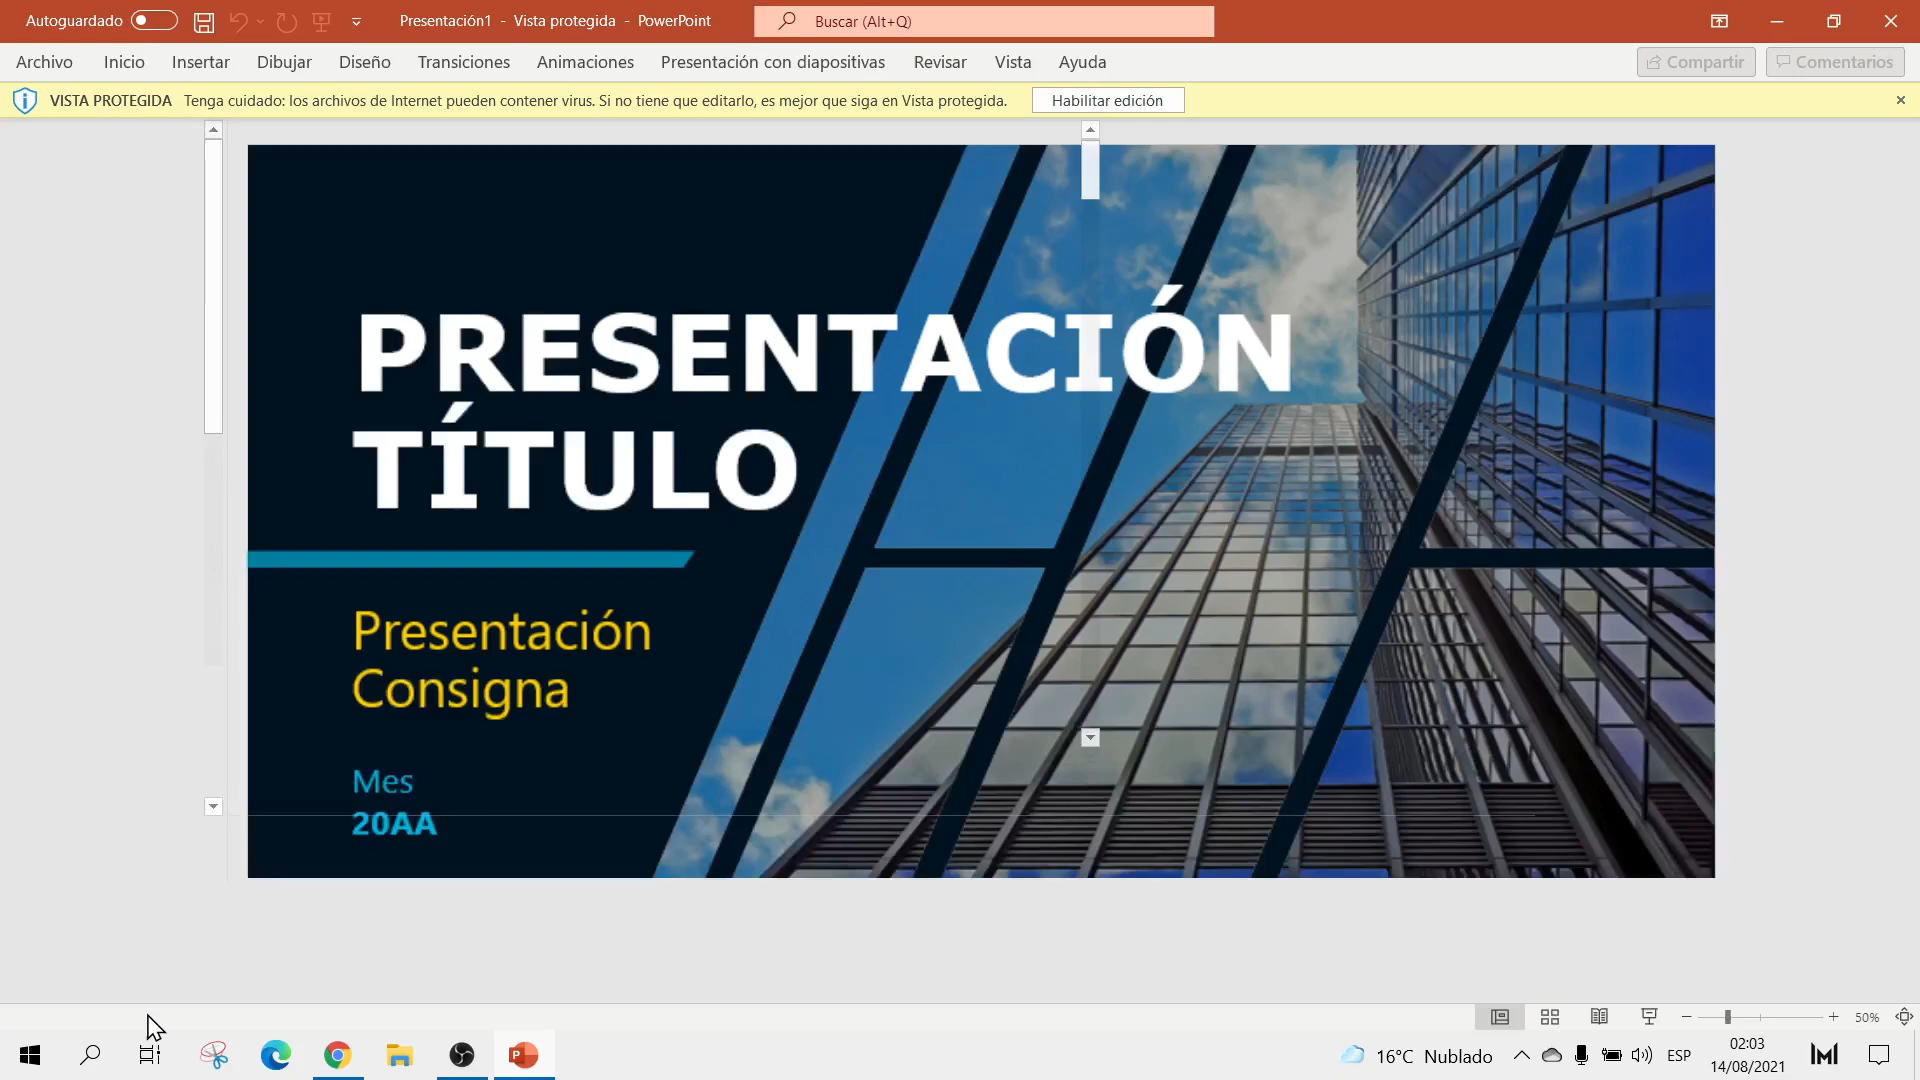 Autoguardado
Presentación1 - Vista protegida - PowerPoint
Buscar (Alt+Q)
Archivo Inicio Insertar Dibujar Diseño Transiciones Animaciones Presentación con diapositivas Revisar Vista Ayuda
Compartir Comentarios
VISTA PROTEGIDA Tenga cuidado: los archivos de Internet pueden contener virus. Si no tiene que editarlo, es mejor que siga en Vista protegida. Habilitar edición
PRESENTACIÓN
TÍTULO
Presentación
Consigna
Mes
20AA
50%
16°C Nublado
ESP
02:03
14/08/2021